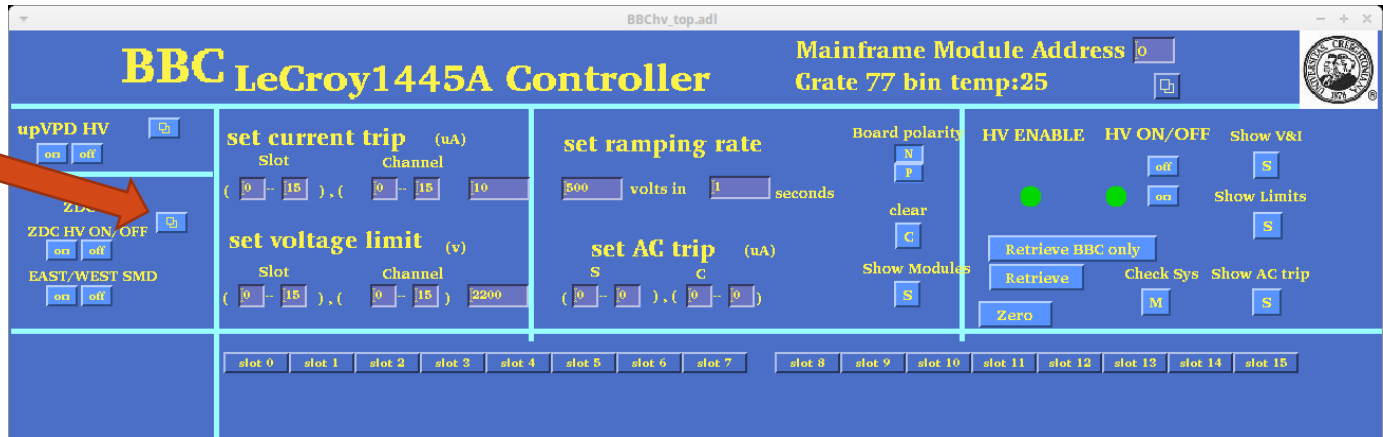 BBChv_top.adl
BBC LeCroy1445A Controller
Mainframe Module Address 0
Crate 77 bin temp:25
upVPD HV
on off
ZDC HV ON/OFF
on off
EAST/WEST SMD
on off
set current trip (uA)
Slot Channel
( 0 -- 15 ) , ( 0 -- 15 10
set voltage limit (v)
Slot Channel
( 0 -- 15 ) , ( 0 -- 15 ) 2200
set ramping rate
500 volts in 1 seconds
set AC trip (uA)
S C
( 0 -- 0 ) , ( 0 -- 0 )
Board polarity
N
P
clear
C
Show Modules
S
HV ENABLE HV ON/OFF Show V&I
off S
on Show Limits
S
Retrieve BBC only
Retrieve Check Sys Show AC trip
M S
Zero
slot 0 slot 1 slot 2 slot 3 slot 4 slot 5 slot 6 slot 7 slot 8 slot 9 slot 10 slot 11 slot 12 slot 13 slot 14 slot 15